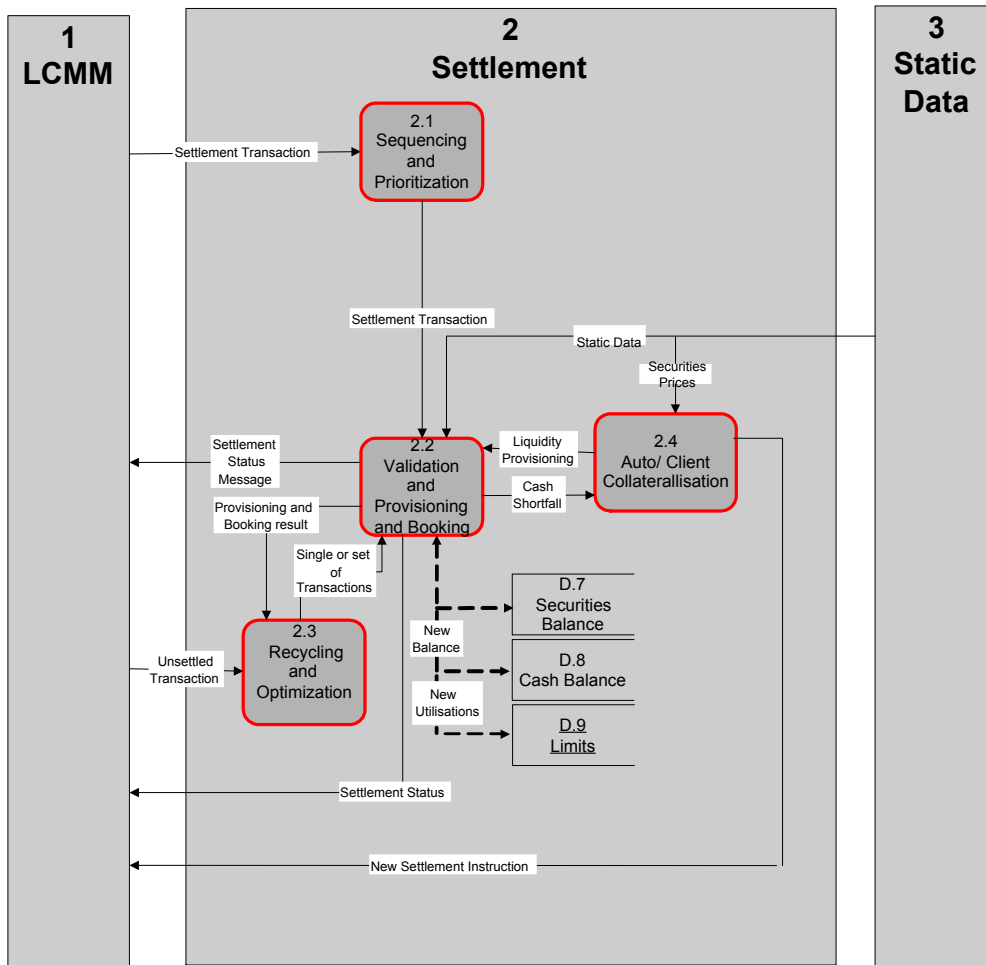 1
LCMM
2
Settlement
3
Static
Data
2.1
Sequencing
and
Prioritization
Settlement Transaction
Settlement Transaction
Static Data
Securities
Prices
2.2
Validation
and
Provisioning
and Booking
Liquidity
Provisioning
Cash
Shortfall
2.4
Auto/ Client
Collaterallisation
Settlement
Status
Message
Provisioning and
Booking result
Single or set
of
Transactions
2.3
Recycling
and
Optimization
Unsettled
Transaction
New
Balance
New
Utilisations
D.7
Securities
Balance
D.8
Cash Balance
D.9
Limits
Settlement Status
New Settlement Instruction